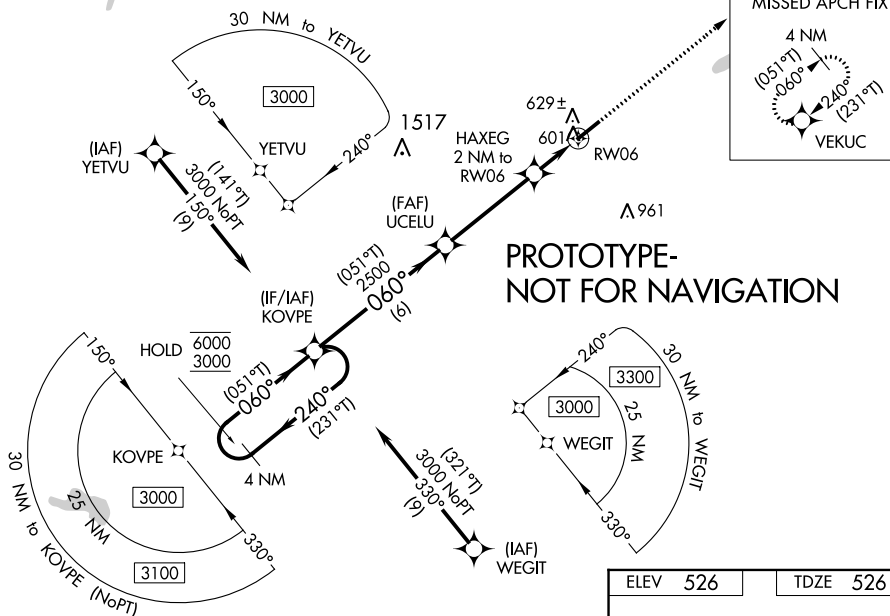 MISSED APCH FIX
4 NM
(051°T)
060°
240°
(231°T)
VEKUC
30 NM to YETVU
150°
3000
YETVU
240°
(IAF)
YETVU
(141°T)
3000 NoPT
150°
(9)
1517
629±
601
HAXEG
2 NM to
RW06
RW06
(FAF)
UCELU
961
PROTOTYPE-
NOT FOR NAVIGATION
(051°T)
2500
060°
(6)
(IF/IAF)
KOVPE
HOLD
6000
3000
(051°T)
060°
240°
(231°T)
4 NM
150°
KOVPE
3000
25 NM
330°
3100
30 NM to KOVPE (NoPT)
240°
3300
3000
25 NM
30 NM to WEGIT
WEGIT
330°
(321°T)
3000 NoPT
330°
(9)
(IAF)
WEGIT
ELEV 526
TDZE 526